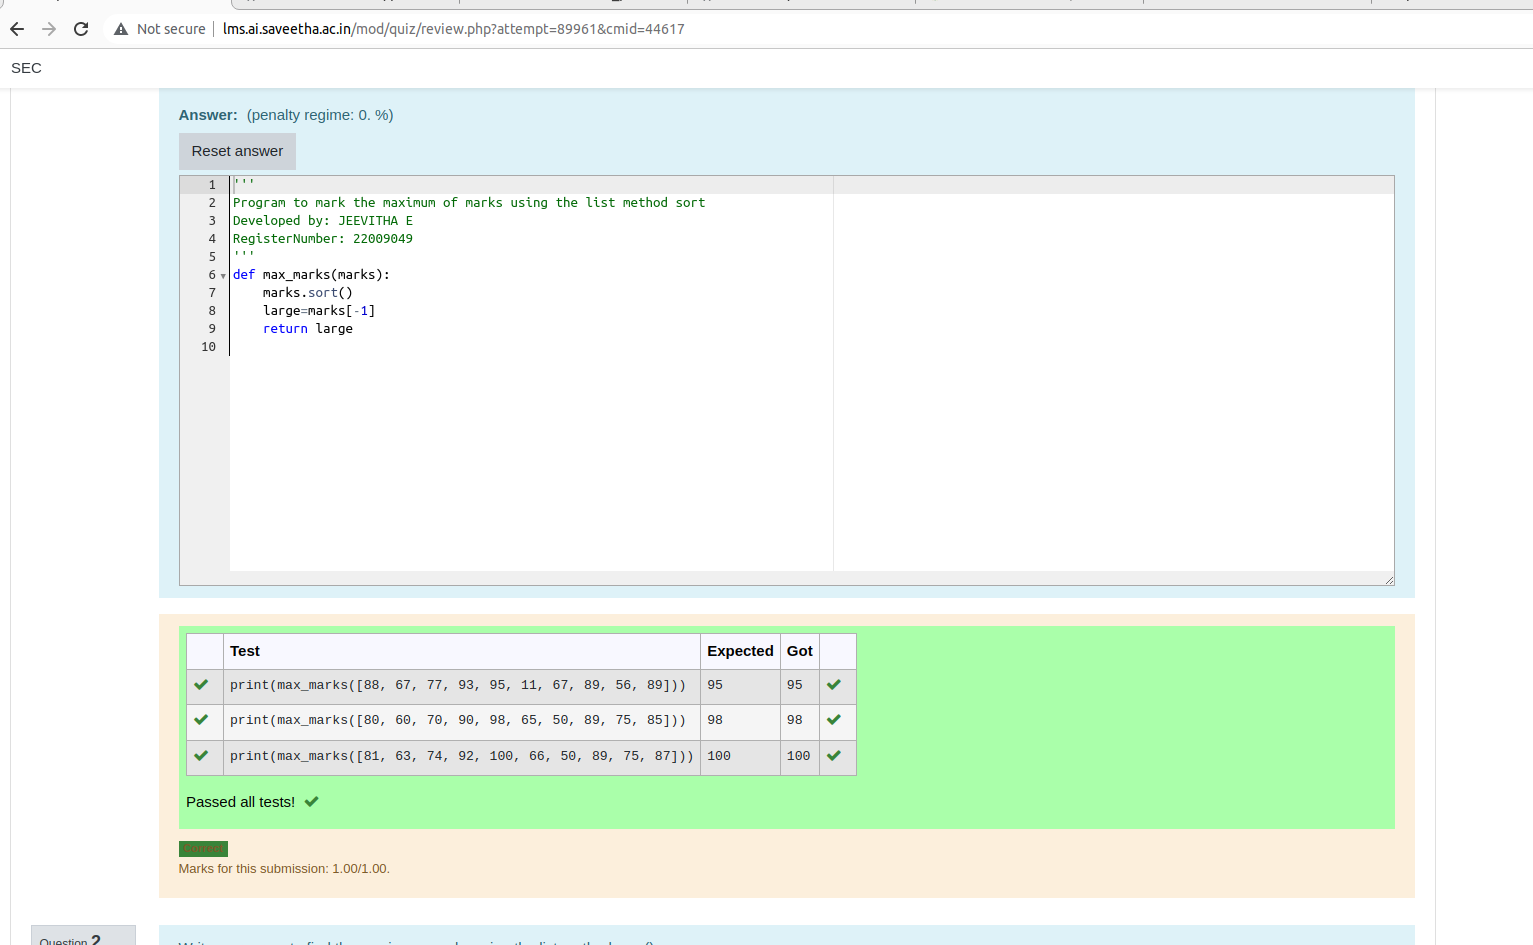 Not secure | lms.ai.saveetha.ac.in/mod/quiz/review.php?attempt=89961&cmid=44617
SEC
Answer: (penalty regime: 0. %)
Reset answer
1 '''
2 Program to mark the maximum of marks using the list method sort
3 Developed by: JEEVITHA E
4 RegisterNumber: 22009049
5 '''
6 def max_marks(marks):
7     marks.sort()
8     large=marks[-1]
9     return large
10
Test Expected Got
print(max_marks([88, 67, 77, 93, 95, 11, 67, 89, 56, 89])) 95 95
print(max_marks([80, 60, 70, 90, 98, 65, 50, 89, 75, 85])) 98 98
print(max_marks([81, 63, 74, 92, 100, 66, 50, 89, 75, 87])) 100 100
Passed all tests!
Correct
Marks for this submission: 1.00/1.00.
Question 2